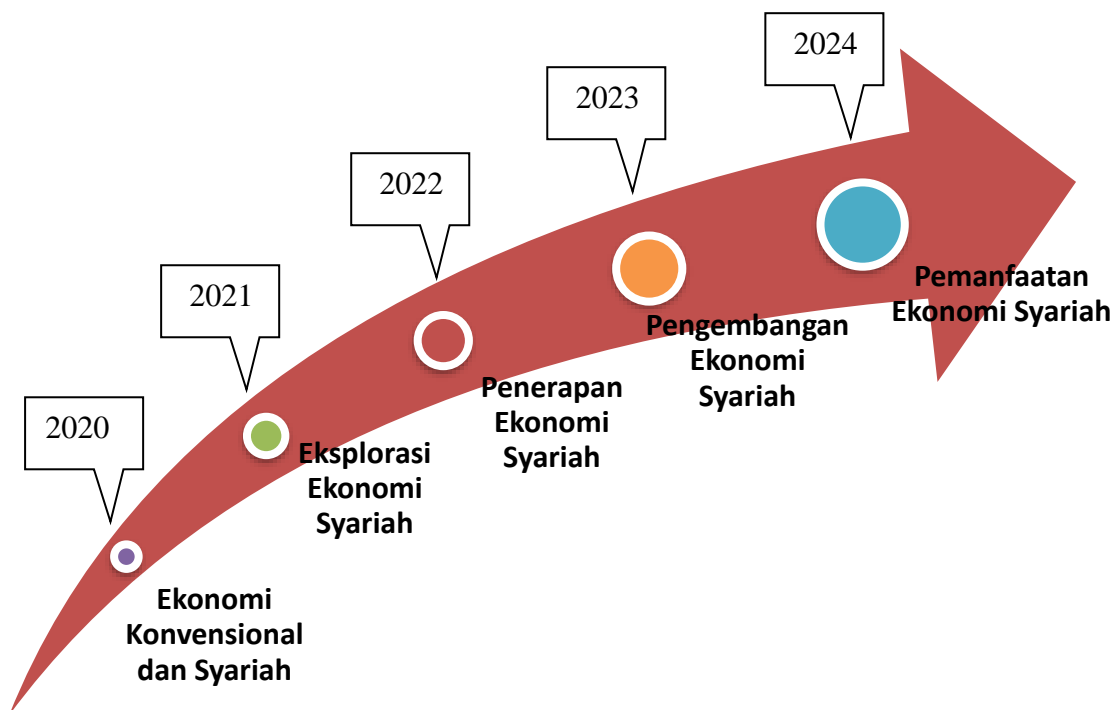 2020
Ekonomi
Konvensional
dan Syariah
2021
Eksplorasi
Ekonomi
Syariah
2022
Penerapan
Ekonomi
Syariah
2023
Pengembangan
Ekonomi
Syariah
2024
Pemanfaatan
Ekonomi Syariah